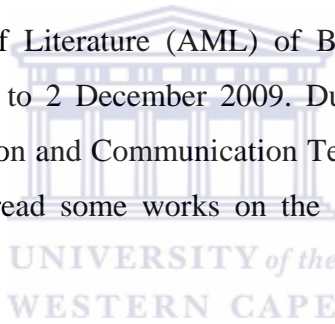 f Literature (AML) of B
to 2 December 2009. Du
on and Communication Te
read some works on the
UNIVERSITY of the
WESTERN CAPE